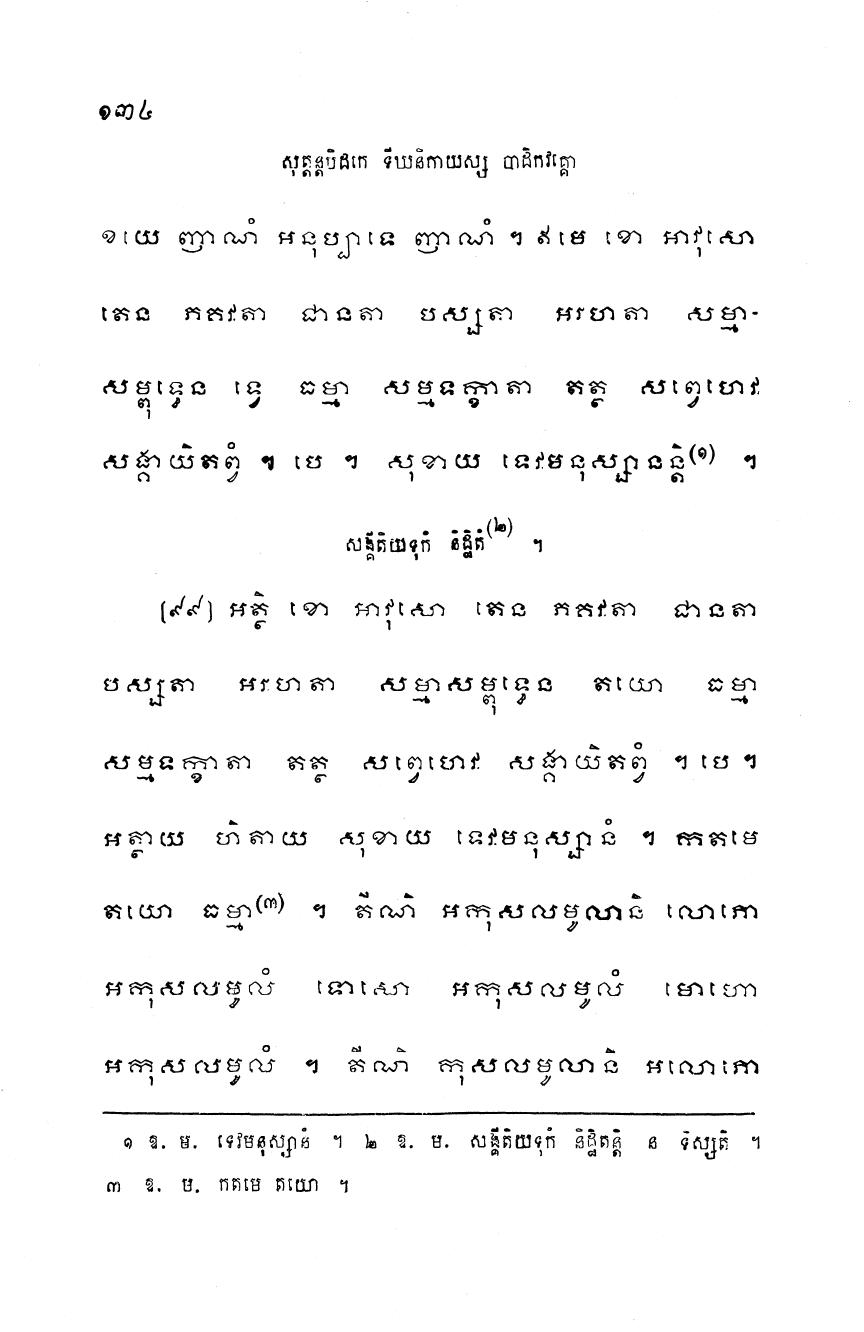 ១៣៤
សុត្តន្តបិដកេ ទីឃនិកាយស្ស បាដិកវគ្គោ
ខយេ ញាណំ អនុប្បាទេ ញាណំ ។ ឥមេ ខោ អាវុសោ
តេន ភគវតា ជានតា បស្សតា អរហតា សម្មា-
សម្ពុទ្ធេន ទ្វេ ធម្មា សម្មទក្ខាតា តត្ថ សព្វេហេវ
សង្គាយិតព្វំ ។ បេ ។ សុខាយ ទេវមនុស្សានន្តិ(១) ។
សង្គីតិយទុកំ និដ្ឋិតំ(២) ។
(៩៩) អត្ថិ ខោ អាវុសោ តេន ភគវតា ជានតា
បស្សតា អរហតា សម្មាសម្ពុទ្ធេន តយោ ធម្មា
សម្មទក្ខាតា តត្ថ សព្វេហេវ សង្គាយិតព្វំ ។ បេ ។
អត្ថាយ ហិតាយ សុខាយ ទេវមនុស្សានំ ។ កតមេ
តយោ ធម្មា(៣) ។ តីណិ អកុសលមូលានិ លោភោ
អកុសលមូលំ ទោសោ អកុសលមូលំ មោហោ
អកុសលមូលំ ។ តីណិ កុសលមូលានិ អលោភោ
១ ឱ. ម. ទេវមនុស្សានំ ។ ២ ឱ. ម. សង្គីតិយទុកំ និដ្ឋិតន្តិ ន ទិស្សតិ ។
៣ ឱ. ម. កតមេ តយោ ។